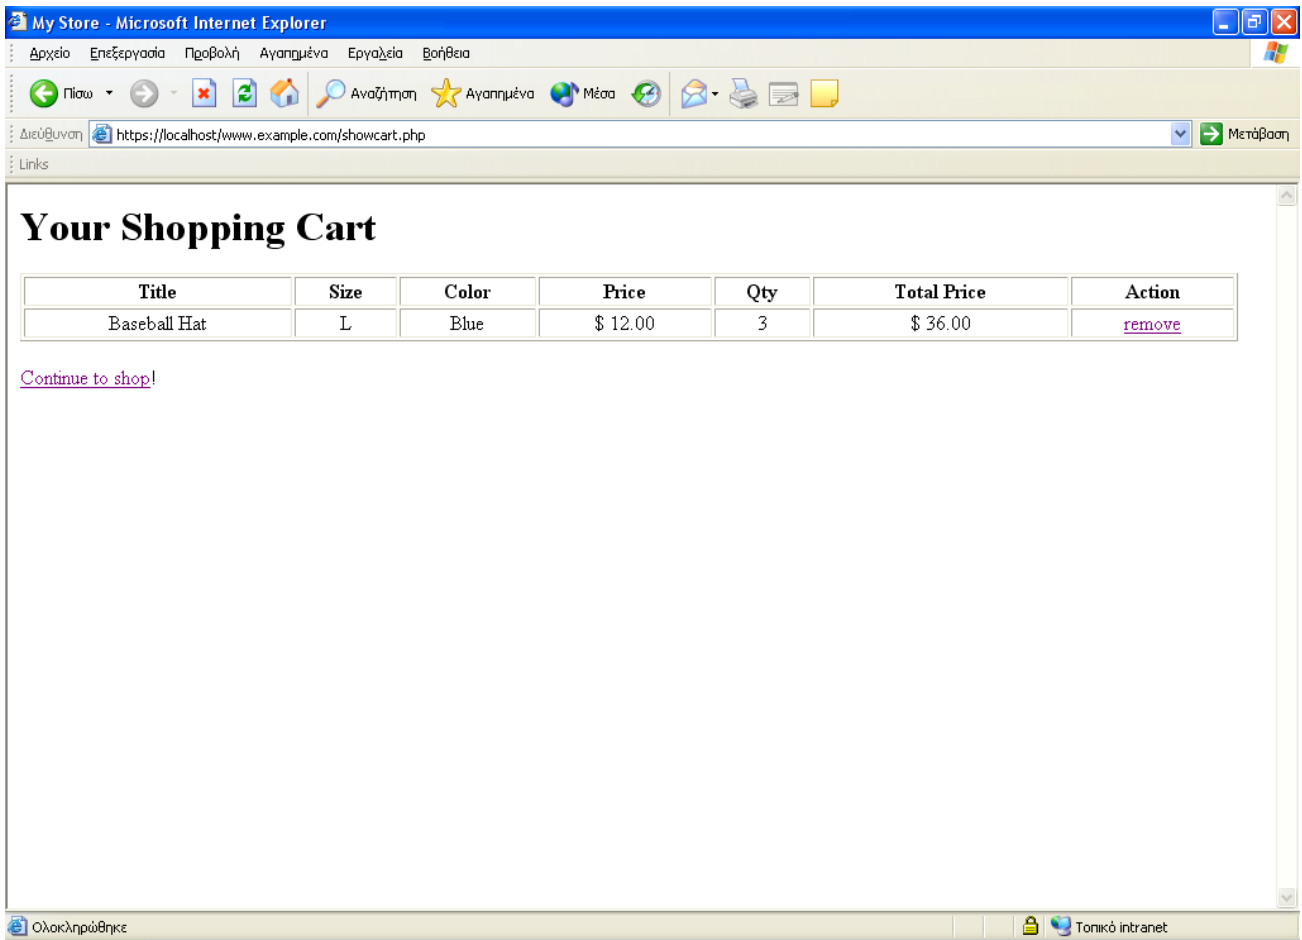 My Store - Microsoft Internet Explorer
Αρχείο Επεξεργασία Προβολή Αγαπημένα Εργαλεία Βοήθεια
Πίσω Αναζήτηση Αγαπημένα Μέσα
Διεύθυνση https://localhost/www.example.com/showcart.php Μετάβαση
Links
Your Shopping Cart
Title Size Color Price Qty Total Price Action
Baseball Hat L Blue $ 12.00 3 $ 36.00 remove
Continue to shop!
Ολοκληρώθηκε Τοπικό intranet